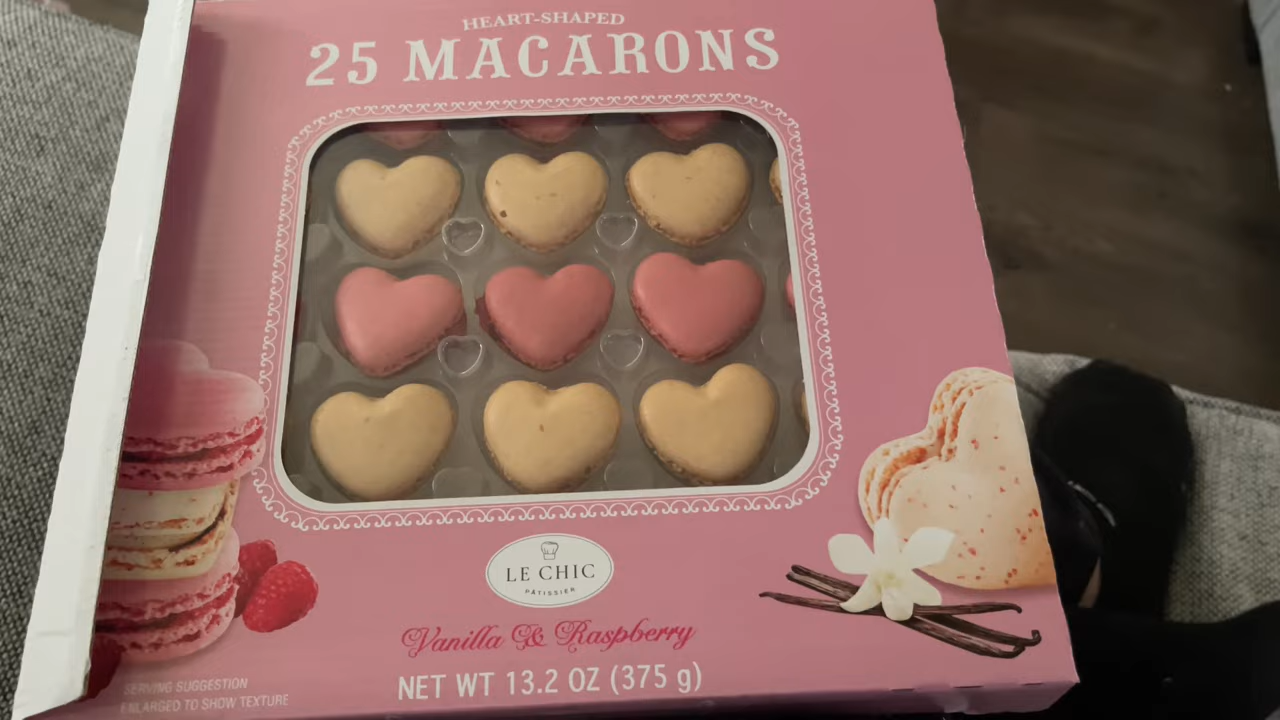 HEART-SHAPED
25 MACARONS
LE CHIC
PÂTISSIER
Vanilla & Raspberry
NET WT 13.2 OZ (375 g)
SERVING SUGGESTION
ENLARGED TO SHOW TEXTURE